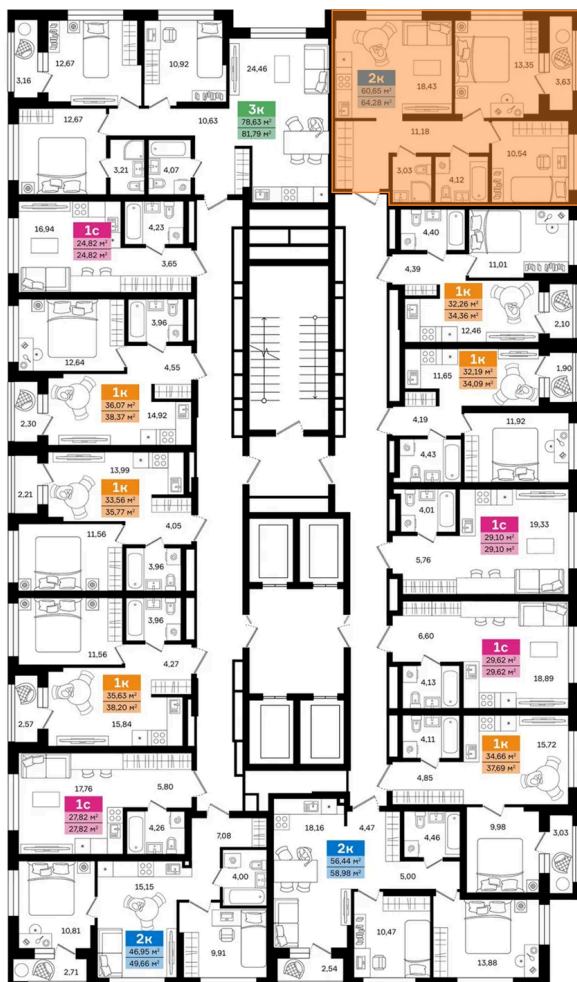 3,16
12,67
10,92
24,46
12,67
10,63
3к
78,63 м²
81,79 м²
3,21
4,07
2к
60,65 м²
64,28 м²
18,43
13,35
3,63
11,18
3,03
4,12
10,54
16,94
1с
24,82 м²
24,82 м²
4,23
3,65
4,40
11,01
4,39
1к
32,26 м²
34,36 м²
12,46
2,10
12,64
3,96
4,55
1к
36,07 м²
38,37 м²
14,92
2,30
11,65
1к
32,19 м²
34,09 м²
1,90
4,19
11,92
4,43
2,21
13,99
1к
33,56 м²
35,77 м²
4,05
11,56
3,96
4,01
19,33
1с
29,10 м²
29,10 м²
5,76
11,56
3,96
4,27
1к
35,63 м²
38,20 м²
2,57
15,84
6,60
1с
29,62 м²
29,62 м²
4,13
18,89
4,11
1к
34,66 м²
37,69 м²
15,72
4,85
17,76
5,80
1с
27,82 м²
27,82 м²
4,26
7,08
4,00
15,15
10,81
2к
46,95 м²
49,66 м²
9,91
2,71
18,16
4,47
2к
56,44 м²
58,98 м²
4,46
5,00
9,98
3,03
10,47
13,88
2,54